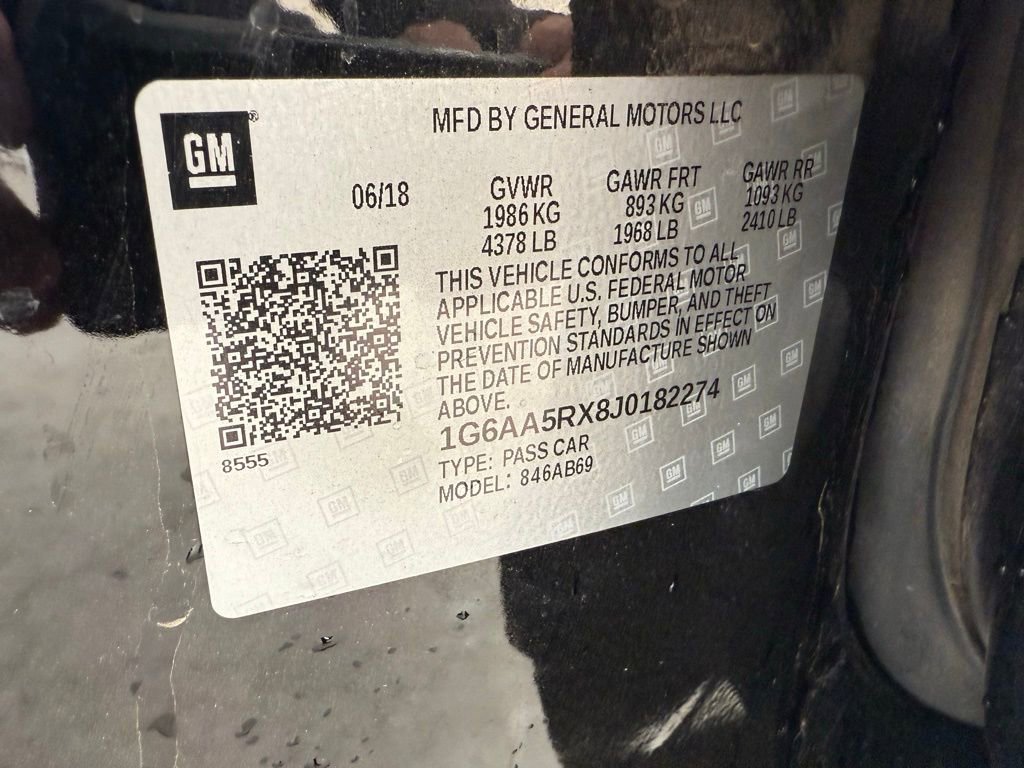 GM®
MFD BY GENERAL MOTORS LLC
06/18
GVWR
1986 KG
4378 LB
GAWR FRT
893 KG
1968 LB
GAWR RR
1093 KG
2410 LB
THIS VEHICLE CONFORMS TO ALL
APPLICABLE U.S. FEDERAL MOTOR
VEHICLE SAFETY, BUMPER, AND THEFT
PREVENTION STANDARDS IN EFFECT ON
THE DATE OF MANUFACTURE SHOWN
ABOVE.
1G6AA5RX8J0182274
TYPE: PASS CAR
MODEL: 846AB69
8555